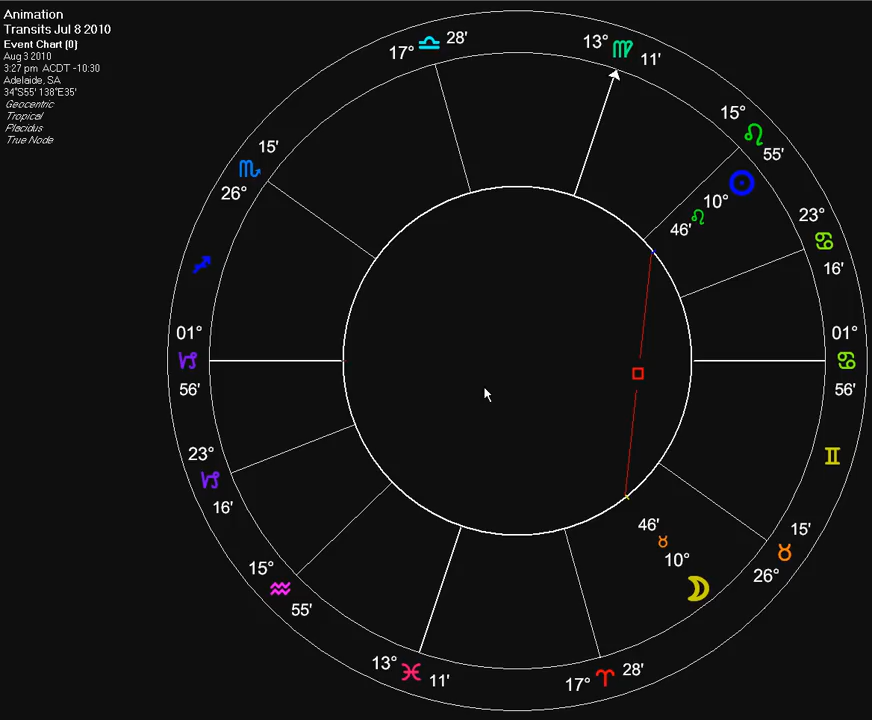 Animation
Transits Jul 8 2010
Event Chart (0)
Aug 3 2010
3:27 pm ACDT -10:30
Adelaide, SA
34°S55' 138°E35'
Geocentric
Tropical
Placidus
True Node
17° ♎ 28'
13° ♍ 11'
15° ♌ 55'
10° ♌ 46'
23° ♋ 16'
01° ♋ 56'
♊
15' ♉ 26°
46' ♉ 10°
17° ♈ 28'
13° ♓ 11'
15° ♒ 55'
23° ♑ 16'
01° ♑ 56'
♐
15' ♏ 26°